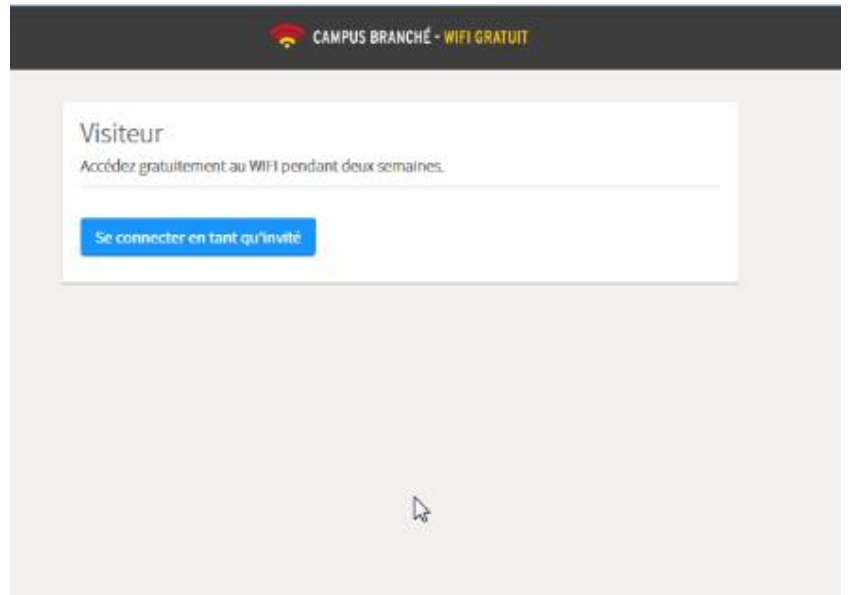 CAMPUS BRANCHÉ - WIFI GRATUIT
Visiteur
Accédez gratuitement au WIFI pendant deux semaines.
Se connecter en tant qu'invité